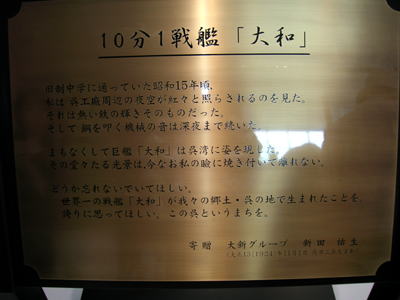 10分1戦艦「大和」
旧制中学に通っていた昭和15年頃、
私は 呉工廠周辺の夜空が紅々と照らされるのを見た。
それは熱い鉄の輝きそのものだった。
そして 鋼を叩く機械の音は深夜まで続いた。
まもなくして巨艦「大和」は呉湾に姿を現した。
その堂々たる光景は、今なお私の瞼に焼き付いて離れない。
どうか忘れないでいてほしい。
世界一の戦艦「大和」が我々の郷土・呉の地で生まれたことを。
誇りに思ってほしい。この呉というまちを。
寄贈 大新グループ 新田 祐生